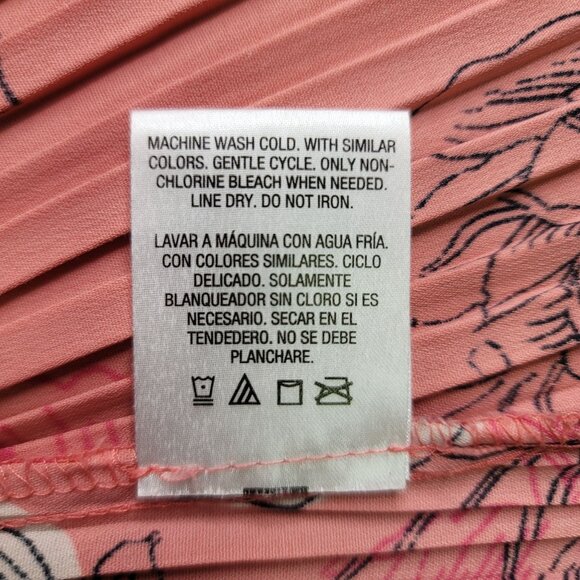 MACHINE WASH COLD. WITH SIMILAR
COLORS. GENTLE CYCLE. ONLY NON-
CHLORINE BLEACH WHEN NEEDED.
LINE DRY. DO NOT IRON.
LAVAR A MÁQUINA CON AGUA FRÍA.
CON COLORES SIMILARES. CICLO
DELICADO. SOLAMENTE
BLANQUEADOR SIN CLORO SI ES
NECESARIO. SECAR EN EL
TENDEDERO. NO SE DEBE
PLANCHARE.